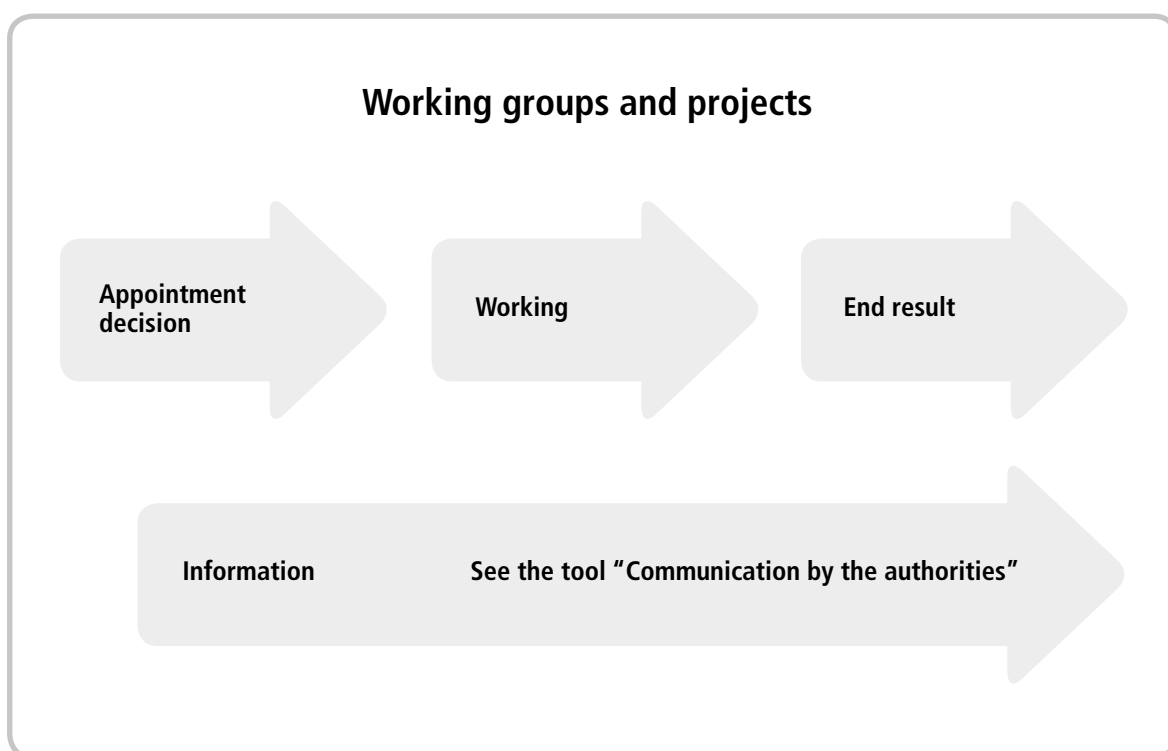 Working groups and projects
Appointment
decision
Working
End result
Information
See the tool “Communication by the authorities”